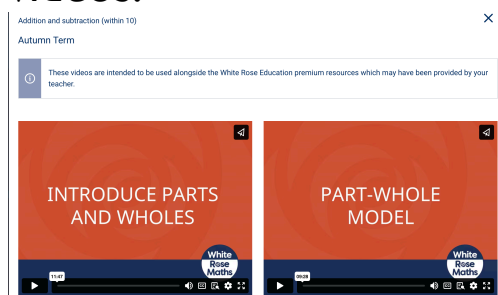 Addition and subtraction (within 10)
Autumn Term
These videos are intended to be used alongside the White Rose Education premium resources which may have been provided by your
teacher.
INTRODUCE PARTS
AND WHOLES
White
Rose
Maths
11:47
PART-WHOLE
MODEL
White
Rose
Maths
09:28